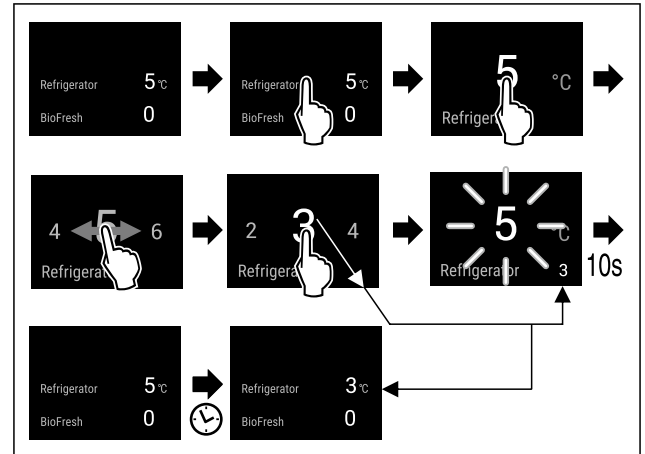 Refrigerator 5 °C
BioFresh 0
Refrigerator 5 °C
BioFresh 0
5 °C
Refriger
4 5 6
Refrigerat
2 3 4
Refrigera
5 °C
Refrigerator 3
10s
Refrigerator 5 °C
BioFresh 0
Refrigerator 3 °C
BioFresh 0